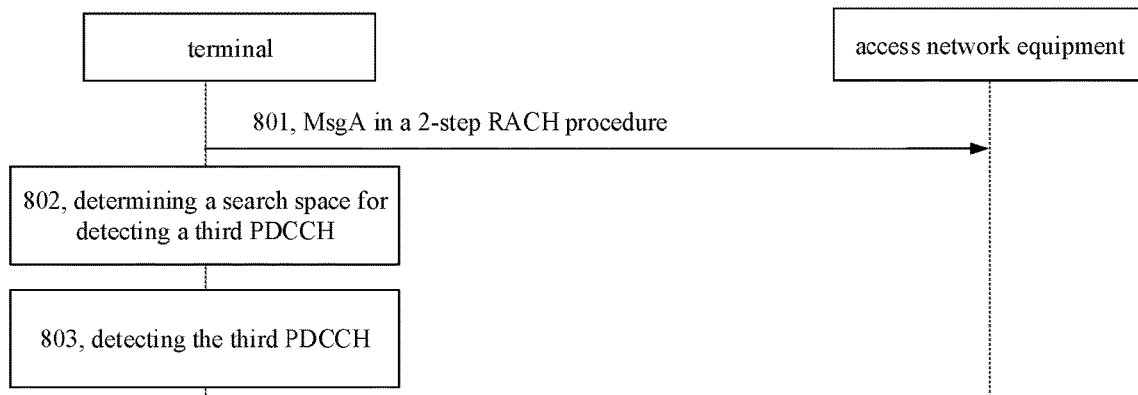 terminal
access network equipment
801, MsgA in a 2-step RACH procedure
802, determining a search space for
detecting a third PDCCH
803, detecting the third PDCCH